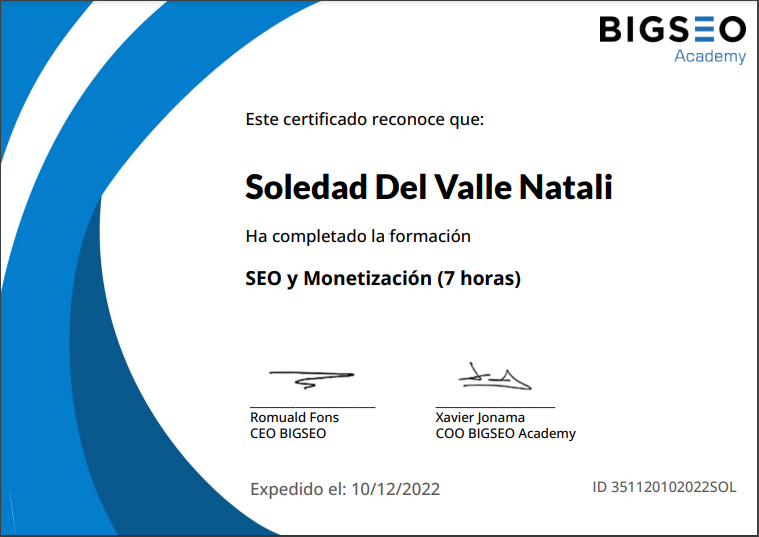 BIGSEO
Academy
Este certificado reconoce que:
Soledad Del Valle Natali
Ha completado la formación
SEO y Monetización (7 horas)
Romuald Fons
CEO BIGSEO
Xavier Jonama
COO BIGSEO Academy
Expedido el: 10/12/2022
ID 351120102022SOL